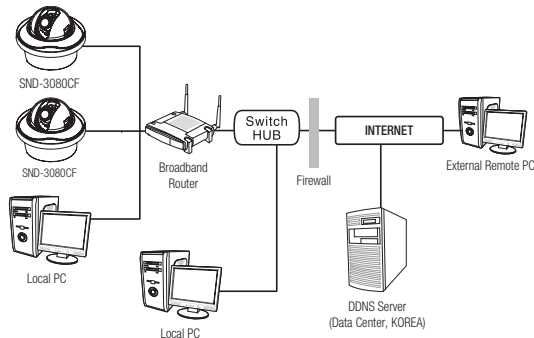 SND-3080CF
SND-3080CF
Local PC
Broadband
Router
Switch
HUB
Local PC
Firewall
INTERNET
External Remote PC
DDNS Server
(Data Center, KOREA)